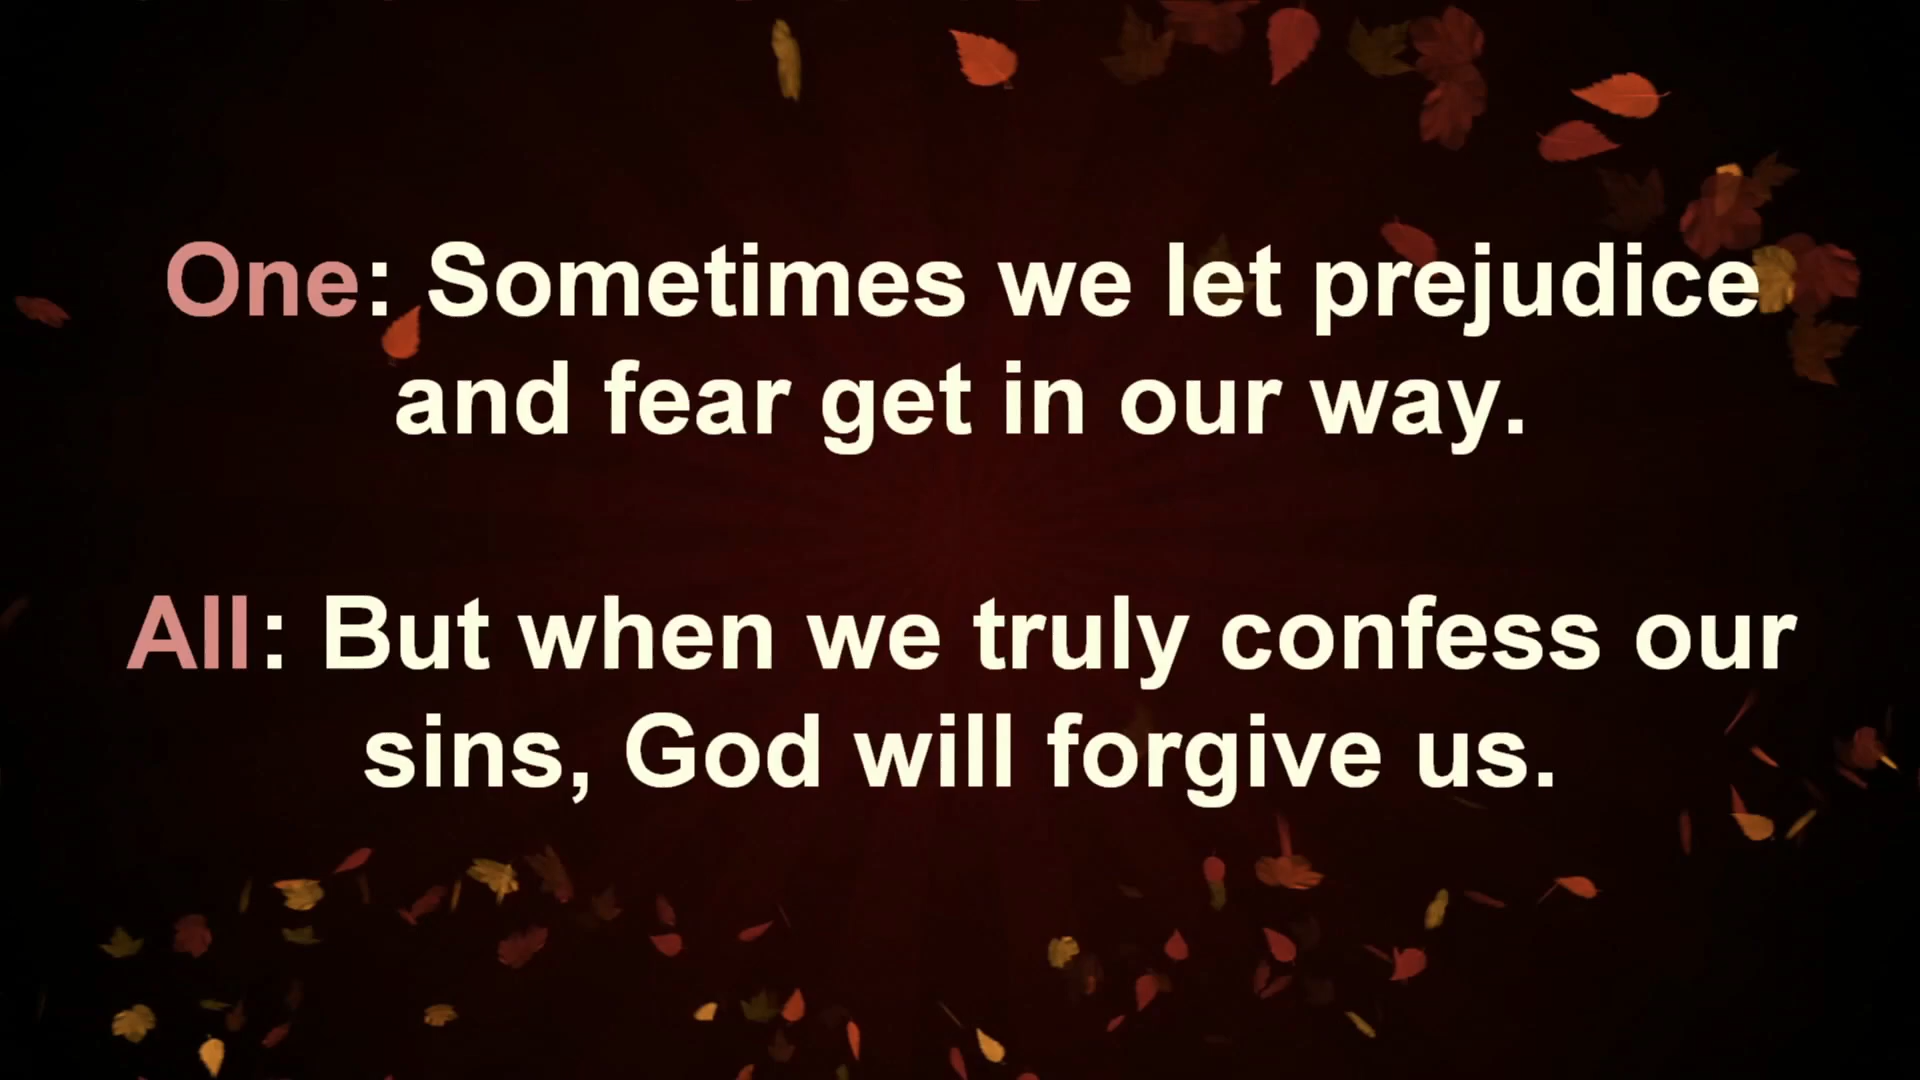 One: Sometimes we let prejudice
and fear get in our way.
All: But when we truly confess our
sins, God will forgive us.